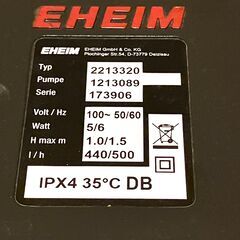 EHEIM
EHEIM
EHEIM GmbH & Co. KG
Plochinger Str. 54, D-73779 Deizisau
Typ 2213320
Pumpe 1213089
Serie 173906
Volt / Hz 100~ 50/60
Watt 5/6
H max m 1.0/1.5
l / h 440/500
IPX4 35°C DB